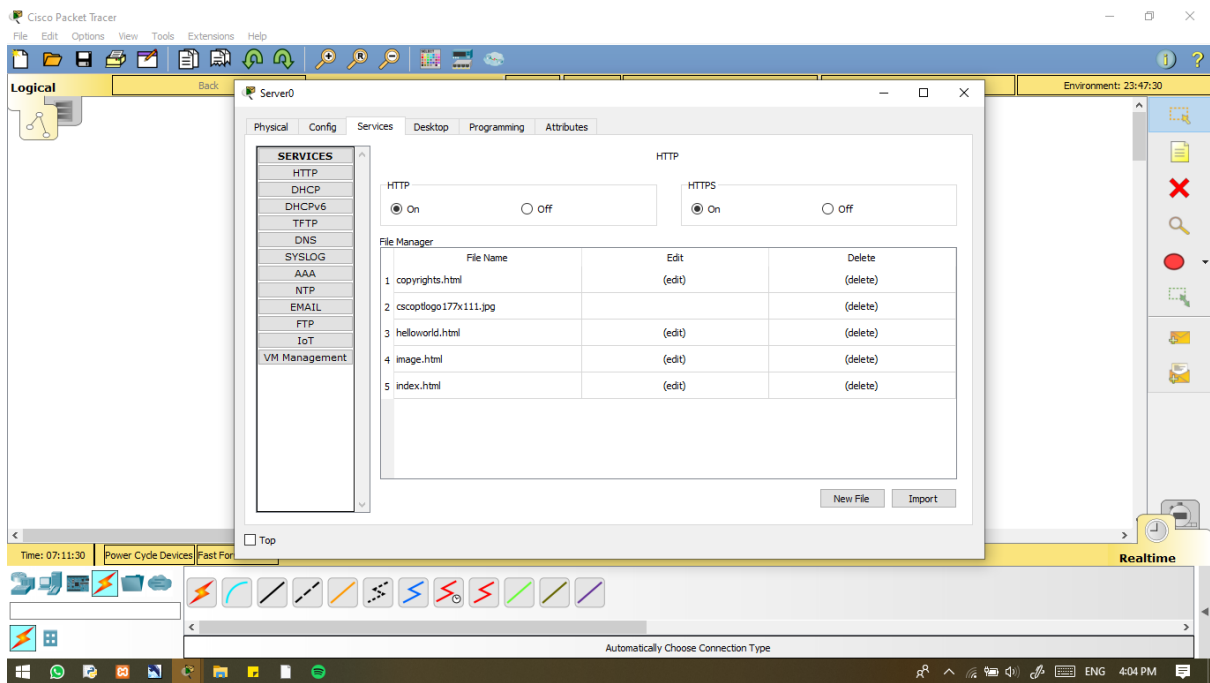 Cisco Packet Tracer
File Edit Options View Tools Extensions Help
Logical
Back
Environment: 23:47:30
Server0
Physical Config Services Desktop Programming Attributes
SERVICES
HTTP
DHCP
DHCPv6
TFTP
DNS
SYSLOG
AAA
NTP
EMAIL
FTP
IoT
VM Management
HTTP
HTTP
On Off
HTTPS
On Off
File Manager
File Name Edit Delete
1 copyrights.html (edit) (delete)
2 cscoptlogo177x111.jpg (delete)
3 helloworld.html (edit) (delete)
4 image.html (edit) (delete)
5 index.html (edit) (delete)
New File Import
Top
Time: 07:11:30 Power Cycle Devices Fast For
Realtime
Automatically Choose Connection Type
ENG 4:04 PM